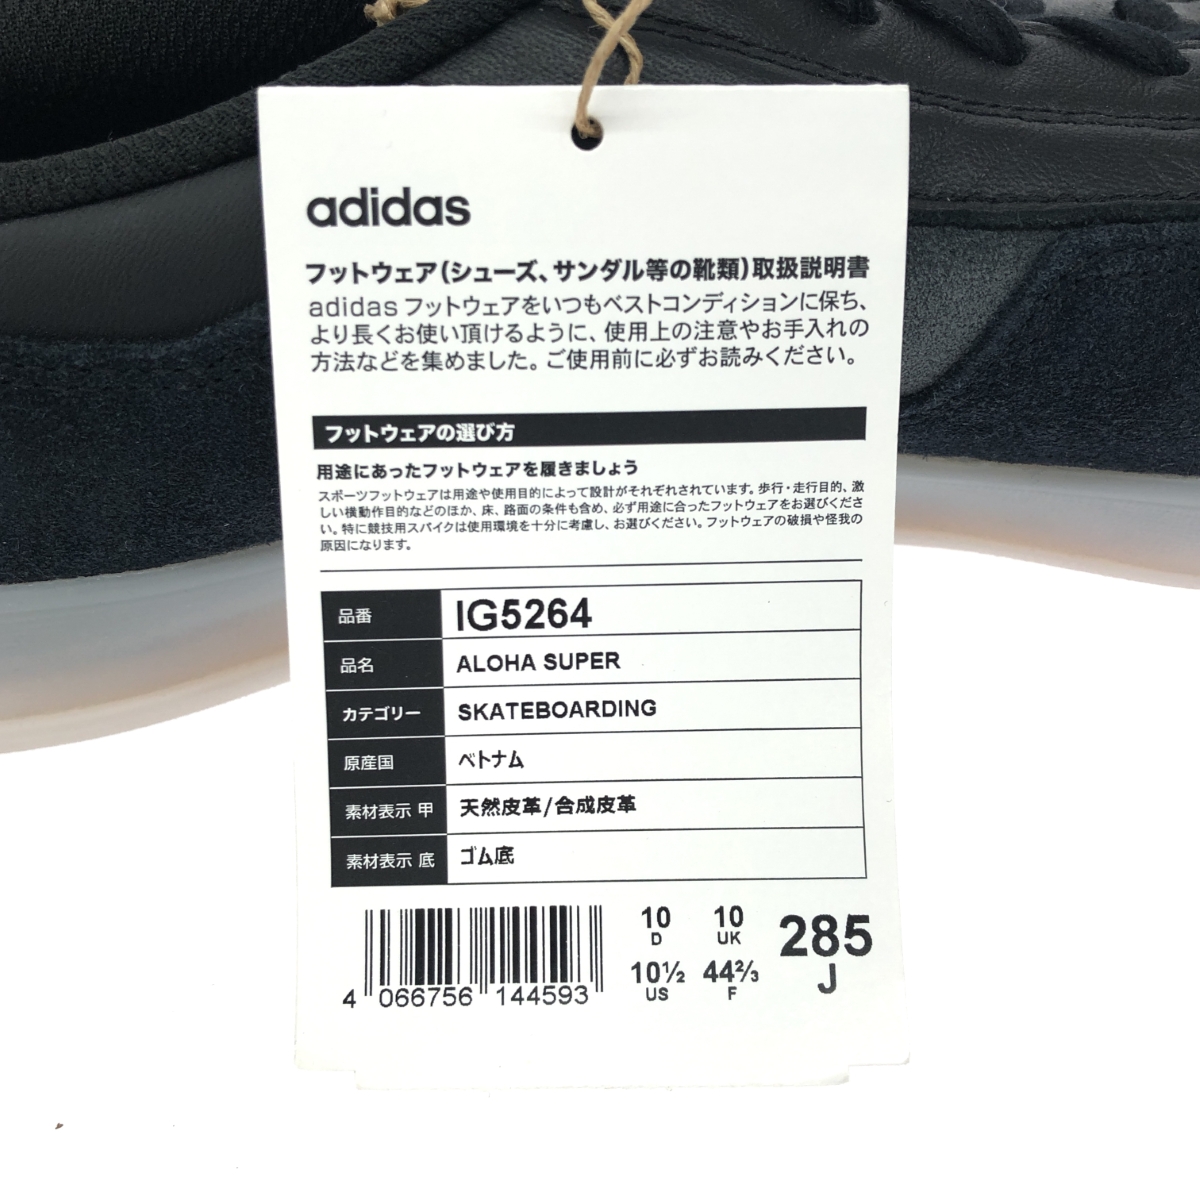 adidas
フットウェア(シューズ、サンダル等の靴類)取扱説明書
adidas フットウェアをいつもベストコンディションに保ち、
より長くお使い頂けるように、使用上の注意やお手入れの
方法などを集めました。ご使用前に必ずお読みください。
フットウェアの選び方
用途にあったフットウェアを履きましょう
スポーツフットウェアは用途や使用目的によって設計がそれぞれされています。歩行・走行目的、激
しい横動作目的などのほか、床、路面の条件も含め、必ず用途に合ったフットウェアをお選びくださ
い。特に競技用スパイクは使用環境を十分に考慮し、お選びください。フットウェアの破損や怪我の
原因になります。
品番 IG5264
品名 ALOHA SUPER
カテゴリー SKATEBOARDING
原産国 ベトナム
素材表示 甲 天然皮革/合成皮革
素材表示 底 ゴム底
10 D 10 UK 285 J
10½ US 44⅔ F
4 066756 144593